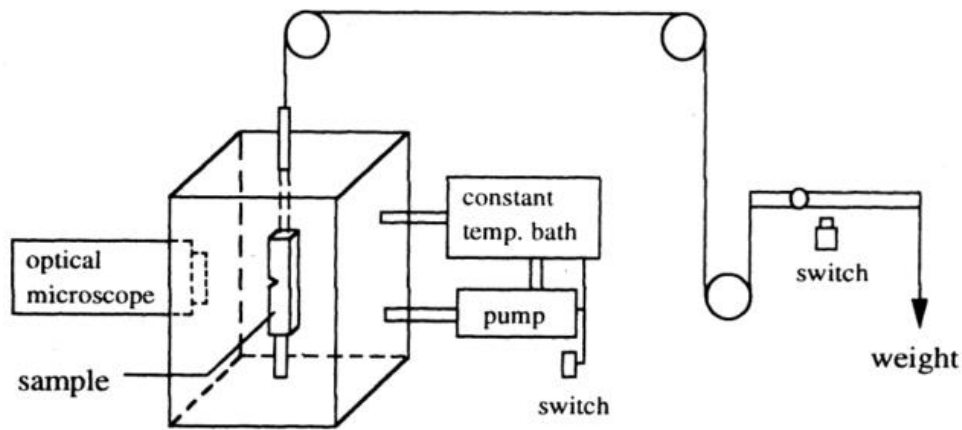 constant
temp. bath
optical
microscope
switch
pump
sample
switch
weight